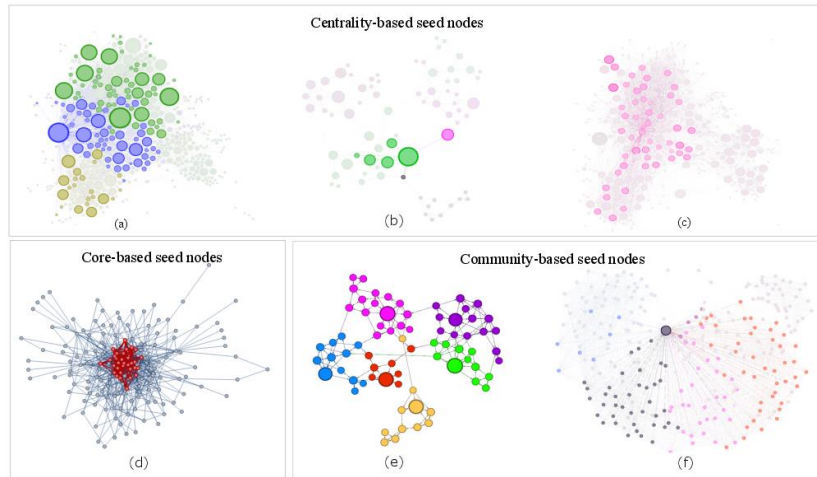 Centrality-based seed nodes
(a)
(b)
(c)
Core-based seed nodes
Community-based seed nodes
(d)
(e)
(f)